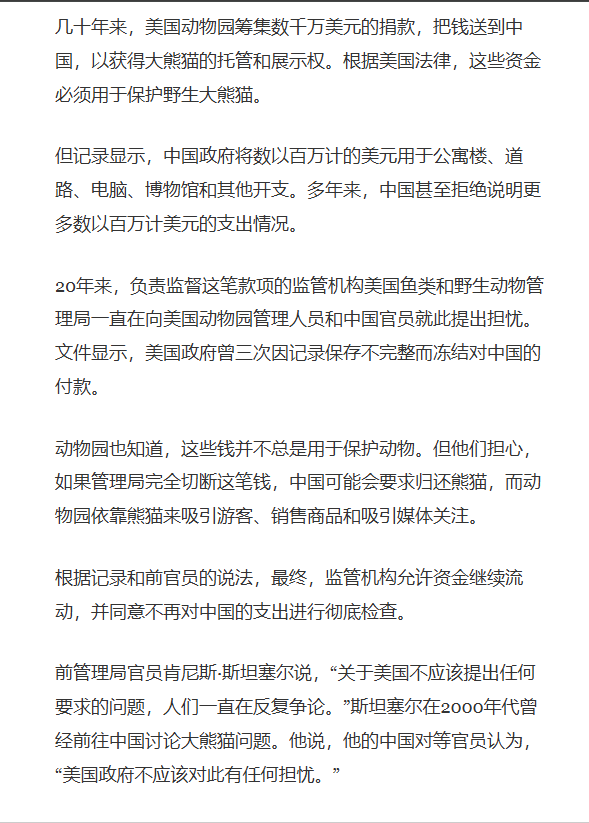 几十年来，美国动物园筹集数千万美元的捐款，把钱送到中
国，以获得大熊猫的托管和展示权。根据美国法律，这些资金
必须用于保护野生大熊猫。
但记录显示，中国政府将数以百万计的美元用于公寓楼、道
路、电脑、博物馆和其他开支。多年来，中国甚至拒绝说明更
多数以百万计美元的支出情况。
20年来，负责监督这笔款项的监管机构美国鱼类和野生动物管
理局一直在向美国动物园管理人员和中国官员就此提出担忧。
文件显示，美国政府曾三次因记录保存不完整而冻结对中国的
付款。
动物园也知道，这些钱并不总是用于保护动物。但他们担心，
如果管理局完全切断这笔钱，中国可能会要求归还熊猫，而动
物园依靠熊猫来吸引游客、销售商品和吸引媒体关注。
根据记录和前官员的说法，最终，监管机构允许资金继续流
动，并同意不再对中国的支出进行彻底检查。
前管理局官员肯尼斯·斯坦塞尔说，“关于美国不应该提出任何
要求的问题，人们一直在反复争论。”斯坦塞尔在2000年代曾
经前往中国讨论大熊猫问题。他说，他的中国对等官员认为，
“美国政府不应该对此有任何担忧。”